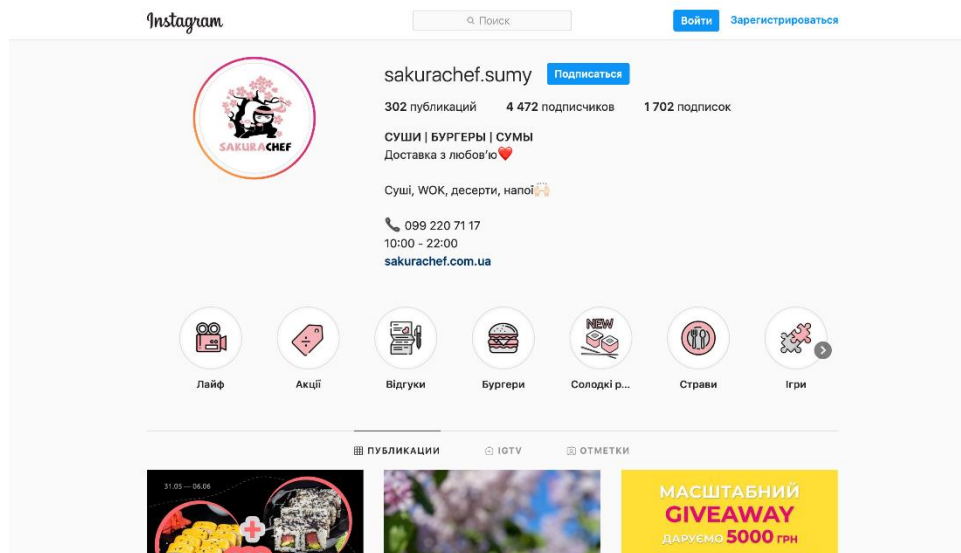 Instagram
Поиск
Войти
Зарегистрироваться
SAKURACHEF
sakurachef.sumy
Подписаться
302 публикаций
4 472 подписчиков
1 702 подписок
СУШИ | БУРГЕРЫ | СУМЫ
Доставка з любов'ю❤️
Суші, WOK, десерти, напої🙌🏻
📞 099 220 71 17
10:00 - 22:00
sakurachef.com.ua
NEW
Лайф
Акції
Відгуки
Бургери
Солодкі р...
Страви
Ігри
ПУБЛИКАЦИИ
IGTV
ОТМЕТКИ
31.05 — 06.06
МАСШТАБНИЙ
GIVEAWAY
ДАРУЄМО 5000 ГРН